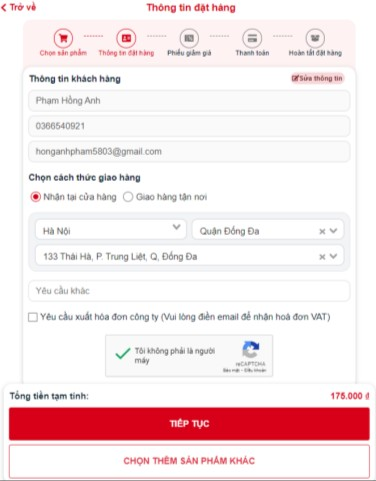 Trở về
Thông tin đặt hàng
Chọn sản phẩm
Thông tin đặt hàng
Phiếu giảm giá
Thanh toán
Hoàn tất đặt hàng
Thông tin khách hàng
Sửa thông tin
Phạm Hồng Anh
0366540921
honganhpham5803@gmail.com
Chọn cách thức giao hàng
Nhận tại cửa hàng
Giao hàng tận nơi
Hà Nội
Quận Đống Đa
133 Thái Hà, P. Trung Liệt, Q, Đống Đa
Yêu cầu khác
Yêu cầu xuất hóa đơn công ty (Vui lòng điền email để nhận hoá đơn VAT)
Tôi không phải là người
máy
reCAPTCHA
Bảo mật - Điều khoản
Tổng tiền tạm tính:
175.000 ₫
TIẾP TỤC
CHỌN THÊM SẢN PHẨM KHÁC